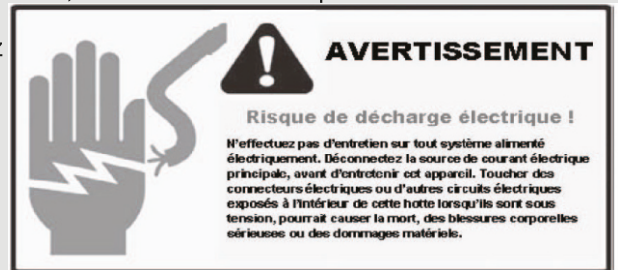 AVERTISSEMENT
Risque de décharge électrique !
N'effectuez pas d'entretien sur tout système alimenté
électriquement. Déconnectez la source de courant électrique
principale, avant d'entretenir cet appareil. Toucher des
connecteurs électriques ou d'autres circuits électriques
exposés à l'intérieur de cette hotte lorsqu'ils sont sous
tension, pourrait causer la mort, des blessures corporelles
sérieuses ou des dommages matériels.